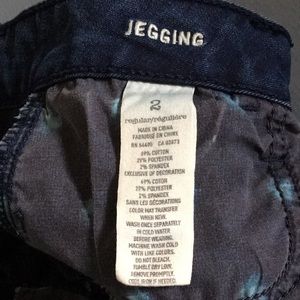 JEGGING
2
regular/régulière
MADE IN CHINA
FABRIQUÉ EN CHINE
RN 54485 CA 02873
69% COTTON
29% POLYESTER
2% SPANDEX
EXCLUSIVE OF DECORATION
69% COTON
29% POLYESTER
2% SPANDEX
SANS LES DÉCORATIONS
COLOR MAY TRANSFER
WHEN NEW.
WASH ONCE SEPARATELY
IN COLD WATER
BEFORE WEARING.
MACHINE WASH COLD
WITH LIKE COLORS.
DO NOT BLEACH.
TUMBLE DRY LOW.
REMOVE PROMPTLY.
COOL IRON IF NEEDED.